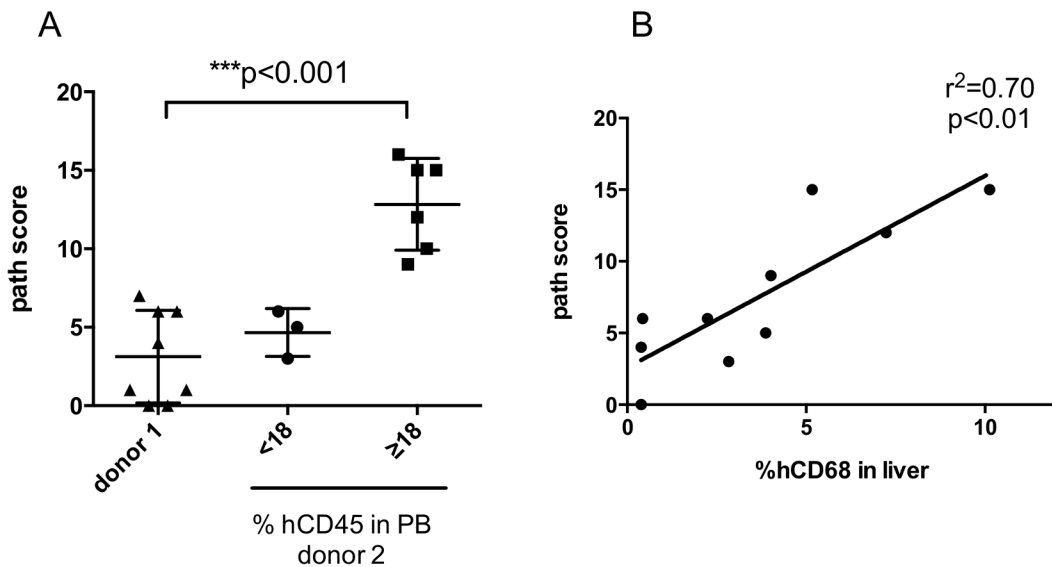 A
***p<0.001
path score
20
15
10
5
0
donor 1
<18
≥18
% hCD45 in PB
donor 2
B
r²=0.70
p<0.01
path score
20
15
10
5
0
0
5
10
%hCD68 in liver